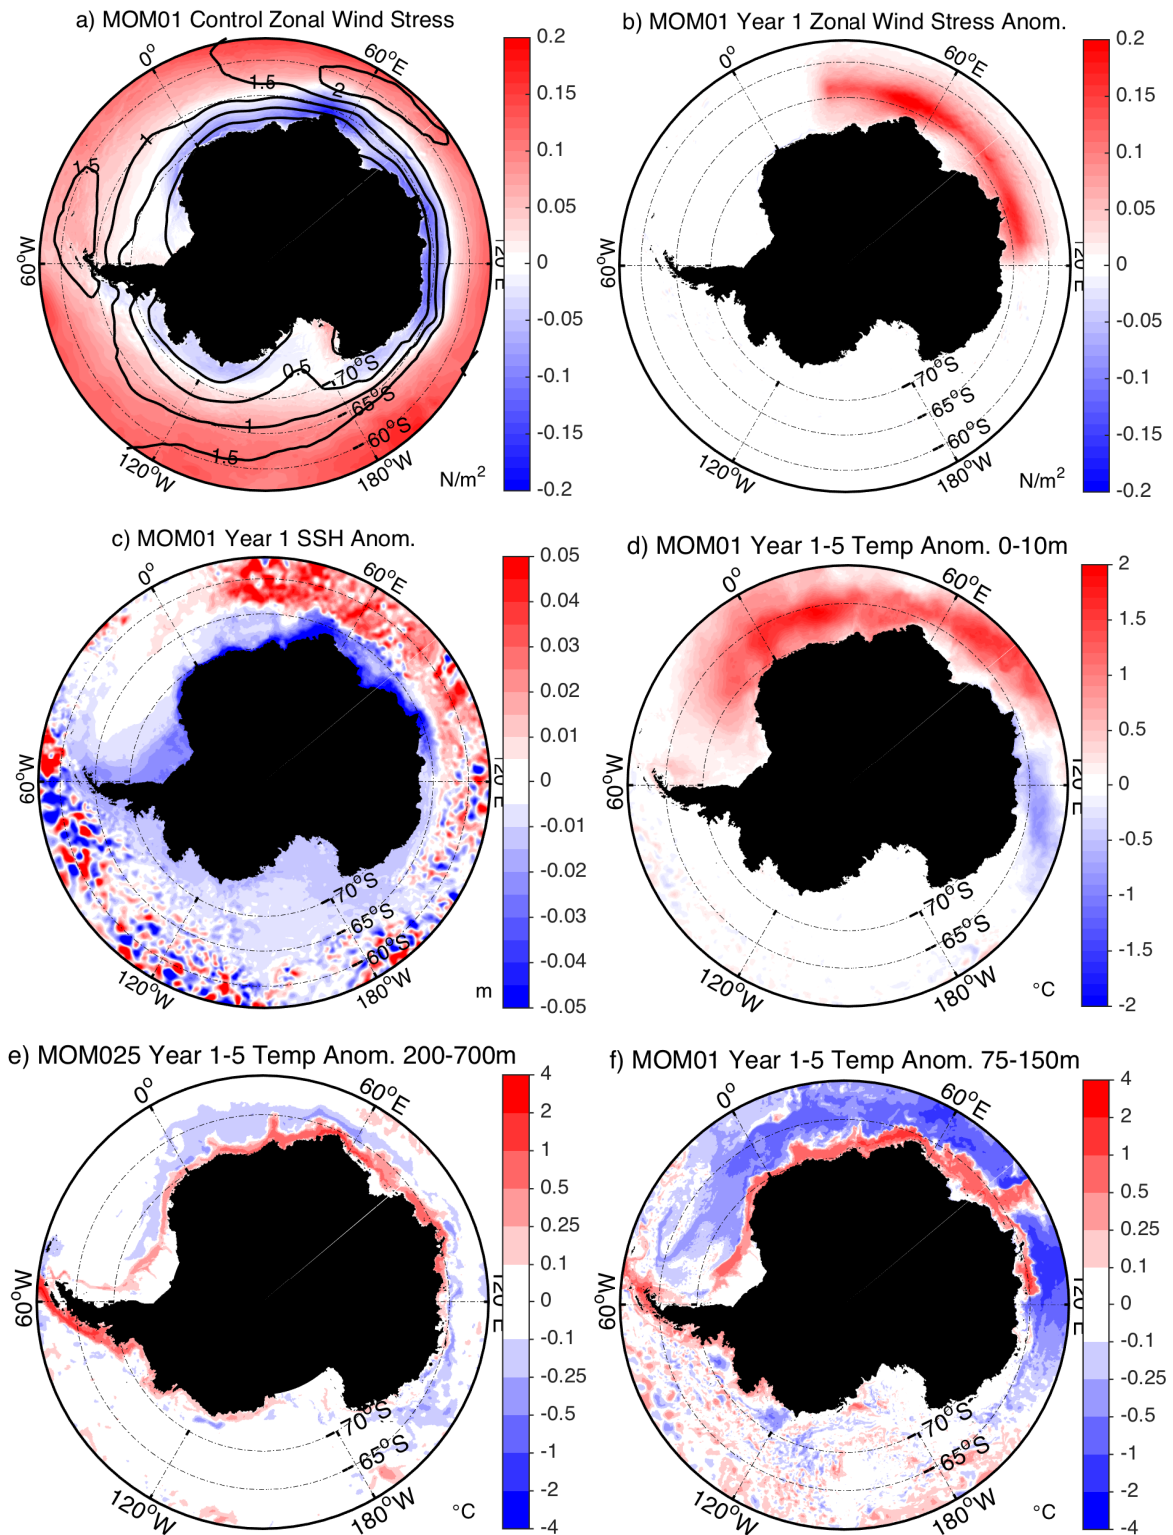 a) MOM01 Control Zonal Wind Stress
0°
60°E
1.5
2
1
1.5
60°W
0.5
70°S
65°S
60°S
1
1.5
120°W
180°W
N/m²
0.2
0.15
0.1
0.05
0
-0.05
-0.1
-0.15
-0.2
b) MOM01 Year 1 Zonal Wind Stress Anom.
0°
60°E
60°W
70°S
65°S
60°S
120°W
180°W
N/m²
0.2
0.15
0.1
0.05
0
-0.05
-0.1
-0.15
-0.2
c) MOM01 Year 1 SSH Anom.
0°
60°E
60°W
70°S
65°S
60°S
120°W
180°W
m
0.05
0.04
0.03
0.02
0.01
0
-0.01
-0.02
-0.03
-0.04
-0.05
d) MOM01 Year 1-5 Temp Anom. 0-10m
0°
60°E
60°W
70°S
65°S
120°W
180°W
°C
2
1.5
1
0.5
0
-0.5
-1
-1.5
-2
e) MOM025 Year 1-5 Temp Anom. 200-700m
0°
60°E
60°W
70°S
65°S
120°W
180°W
°C
4
2
1
0.5
0.25
0.1
0
-0.1
-0.25
-0.5
-1
-2
-4
f) MOM01 Year 1-5 Temp Anom. 75-150m
0°
60°E
60°W
70°S
65°S
120°W
180°W
°C
4
2
1
0.5
0.25
0.1
0
-0.1
-0.25
-0.5
-1
-2
-4